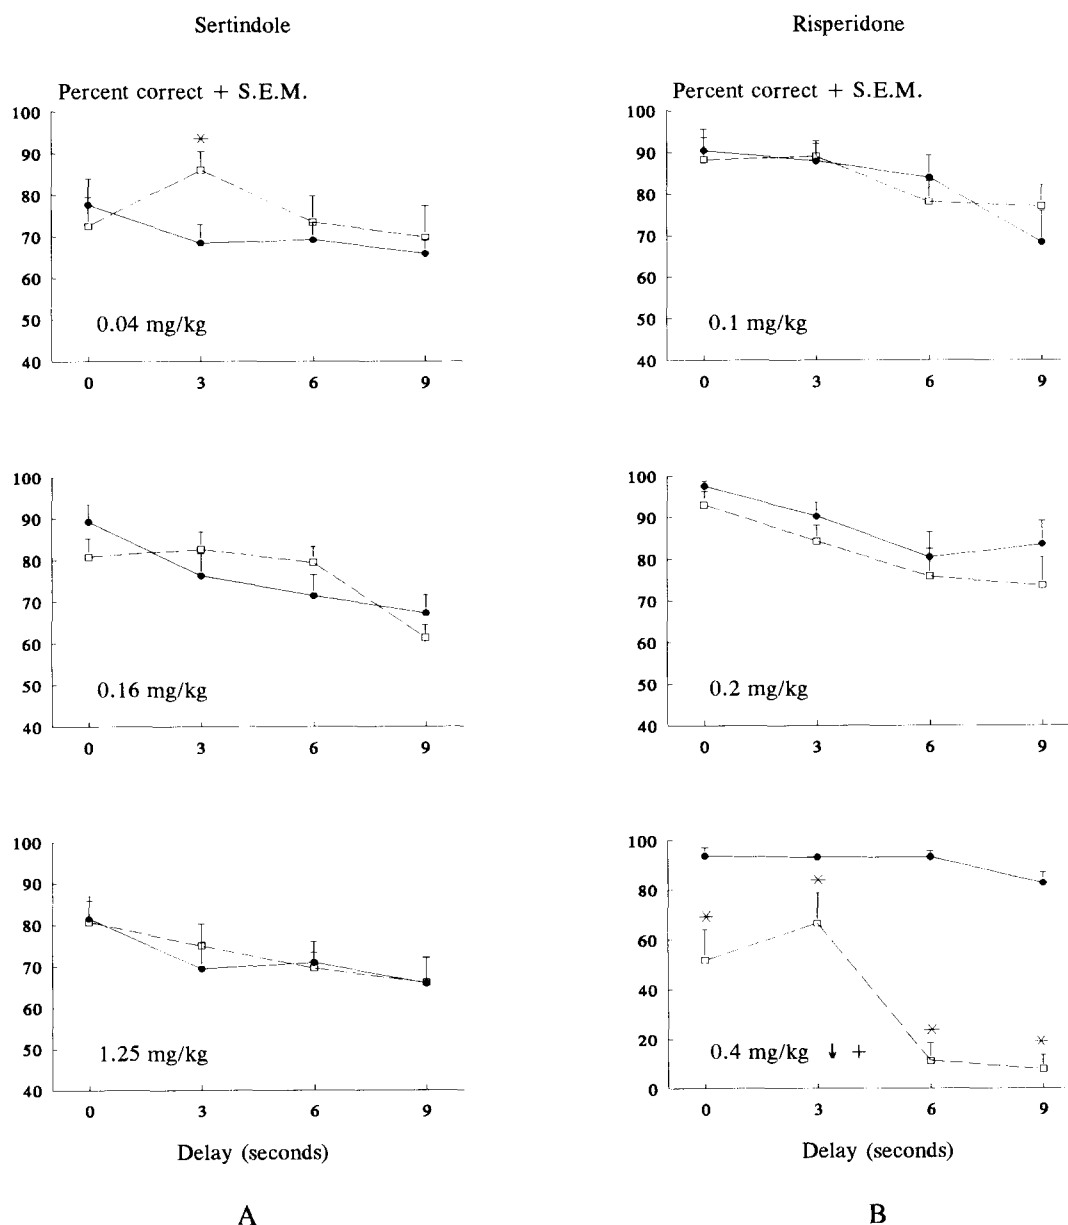 Sertindole
Percent correct + S.E.M.
100
90
80
70
60
50
40
*
0.04 mg/kg
0 3 6 9
100
90
80
70
60
50
40
0.16 mg/kg
0 3 6 9
100
90
80
70
60
50
40
1.25 mg/kg
0 3 6 9
Delay (seconds)
A
Risperidone
Percent correct + S.E.M.
100
90
80
70
60
50
40
0.1 mg/kg
0 3 6 9
100
90
80
70
60
50
40
0.2 mg/kg
0 3 6 9
100
80
60
40
20
0
* * * *
0.4 mg/kg ↓ +
0 3 6 9
Delay (seconds)
B